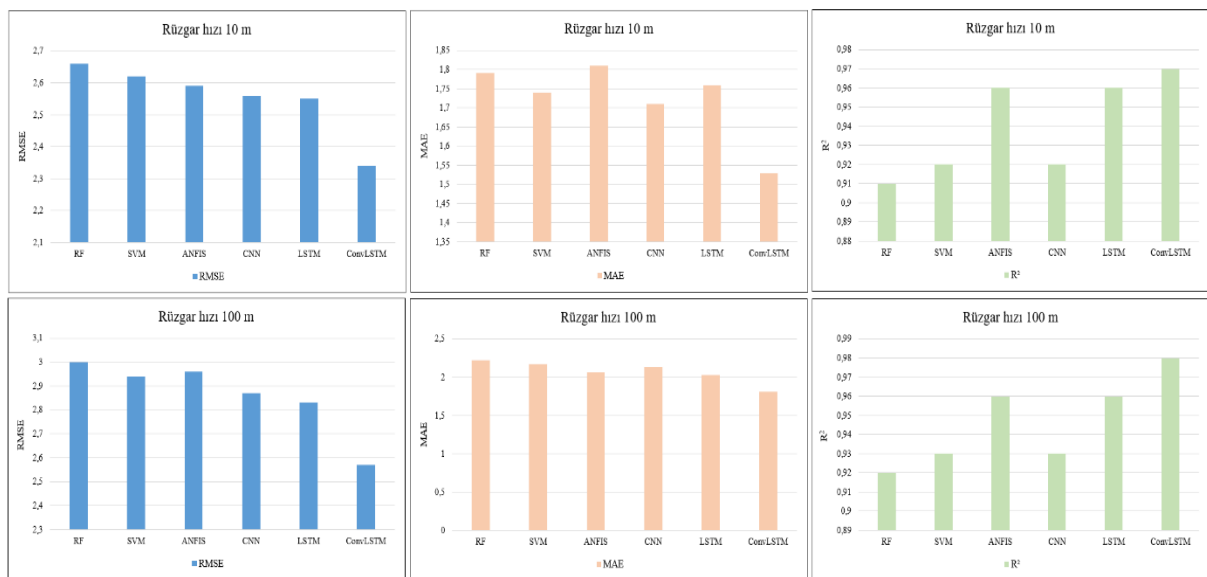 Rüzgar hızı 10 m
2,7
2,6
2,5
2,4
2,3
2,2
2,1
RMSE
RF SVM ANFIS CNN LSTM ConvLSTM
RMSE
Rüzgar hızı 10 m
1,85
1,8
1,75
1,7
1,65
1,6
1,55
1,5
1,45
1,4
1,35
MAE
RF SVM ANFIS CNN LSTM ConvLSTM
MAE
Rüzgar hızı 10 m
0,98
0,97
0,96
0,95
0,94
0,93
0,92
0,91
0,9
0,89
0,88
R²
RF SVM ANFIS CNN LSTM ConvLSTM
R²
Rüzgar hızı 100 m
3,1
3
2,9
2,8
2,7
2,6
2,5
2,4
2,3
RMSE
RF SVM ANFIS CNN LSTM ConvLSTM
RMSE
Rüzgar hızı 100 m
2,5
2
1,5
1
0,5
0
MAE
RF SVM ANFIS CNN LSTM ConvLSTM
MAE
Rüzgar hızı 100 m
0,99
0,98
0,97
0,96
0,95
0,94
0,93
0,92
0,91
0,9
0,89
R²
RF SVM ANFIS CNN LSTM ConvLSTM
R²